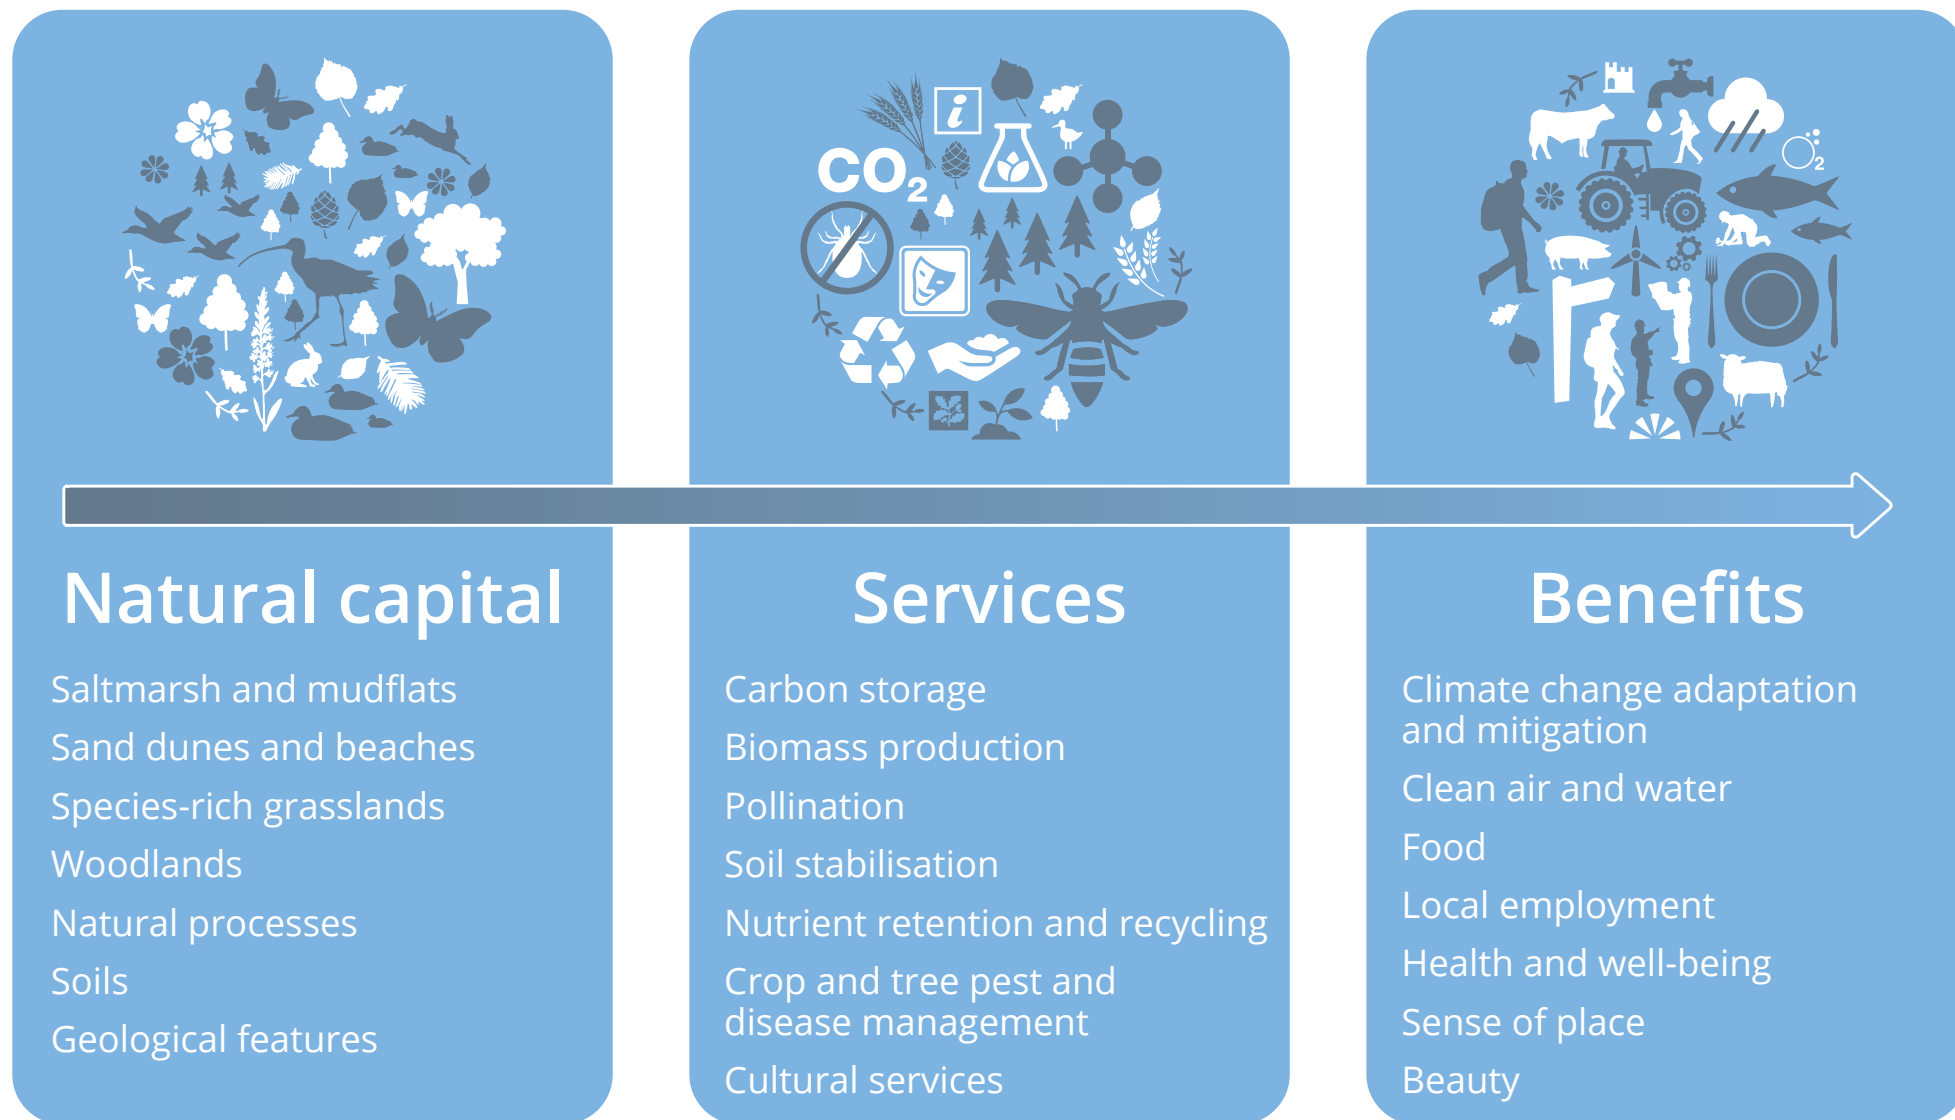 CO2
i
2
Natural capital
Saltmarsh and mudflats
Sand dunes and beaches
Species-rich grasslands
Woodlands
Natural processes
Soils
Geological features
Services
Carbon storage
Biomass production
Pollination
Soil stabilisation
Nutrient retention and recycling
Crop and tree pest and
disease management
Cultural services
Benefits
Climate change adaptation
and mitigation
Clean air and water
Food
Local employment
Health and well-being
Sense of place
Beauty